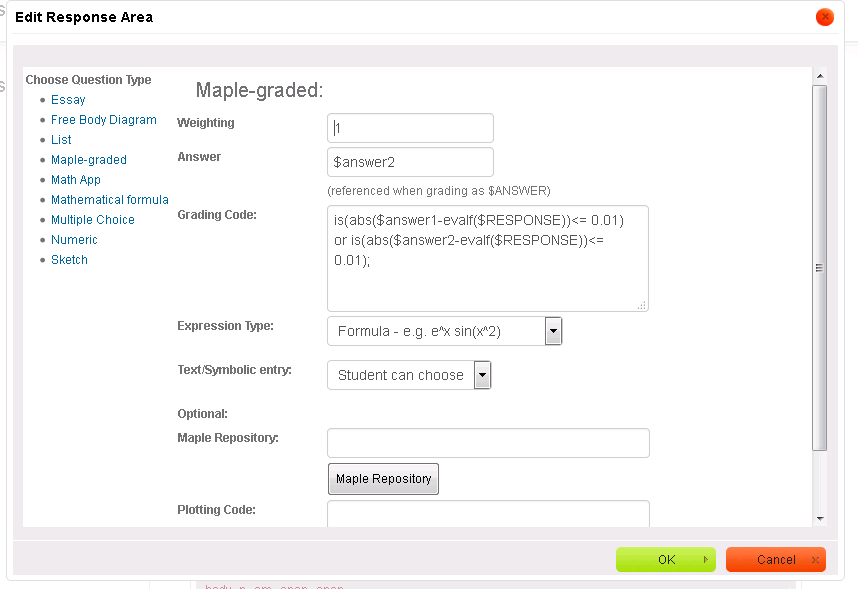 Edit Response Area
Choose Question Type
Essay
Free Body Diagram
List
Maple-graded
Math App
Mathematical formula
Multiple Choice
Numeric
Sketch
Maple-graded:
Weighting
1
Answer
$answer2
(referenced when grading as $ANSWER)
Grading Code:
is(abs($answer1-evalf($RESPONSE))<= 0.01)
or is(abs($answer2-evalf($RESPONSE))<=
0.01);
Expression Type:
Formula - e.g. e^x sin(x^2)
Text/Symbolic entry:
Student can choose
Optional:
Maple Repository:
Maple Repository
Plotting Code:
OK
Cancel